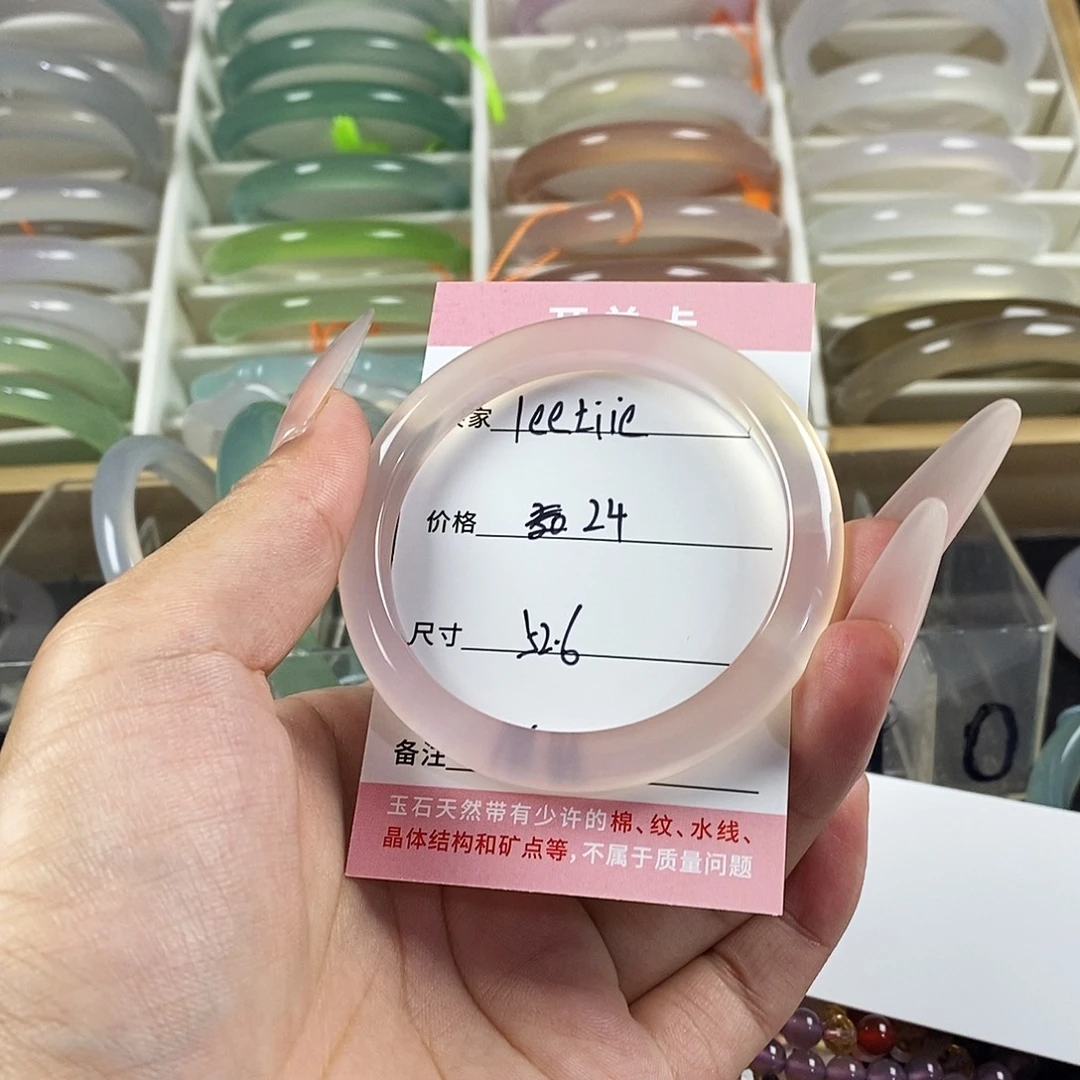 家 leetiie
价格 24
尺寸 52.6
备注
玉石天然带有少许的棉、纹、水线、
晶体结构和矿点等,不属于质量问题
0